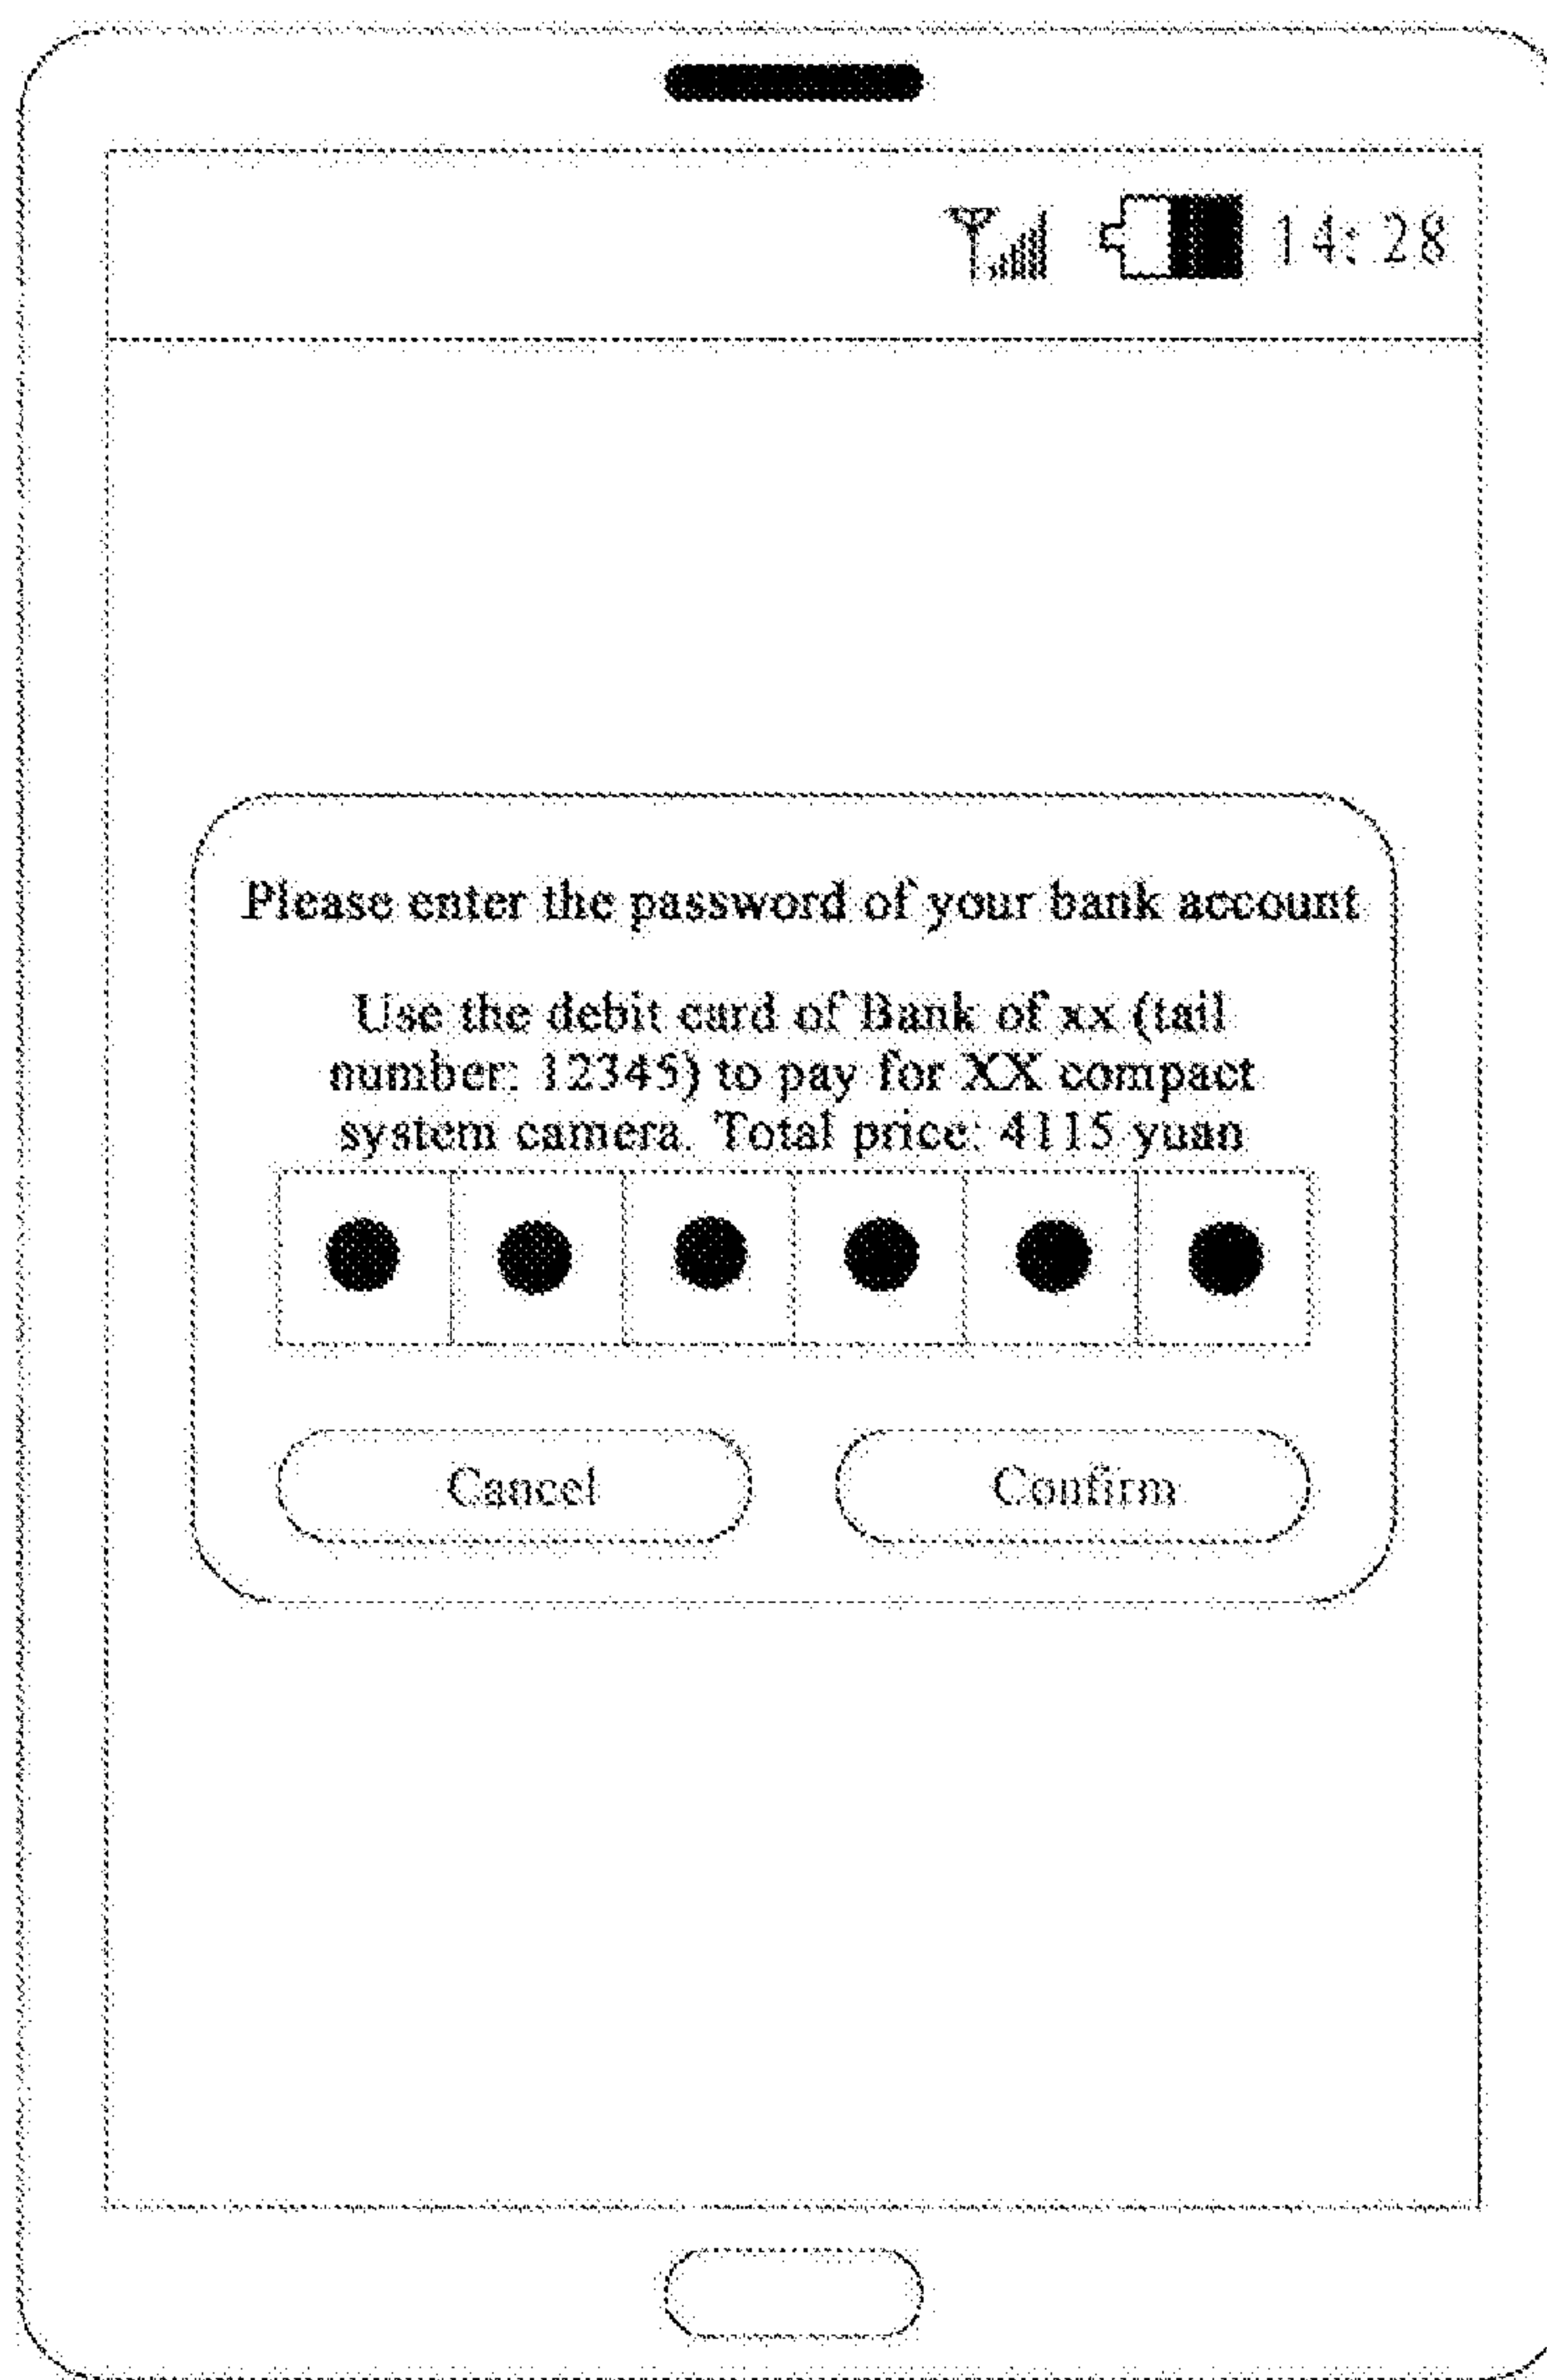 14:28
Please enter the password of your bank account
Use the debit card of Bank of xx (tail
number: 12345) to pay for XX compact
system camera. Total price: 4115 yuan
Cancel
Confirm